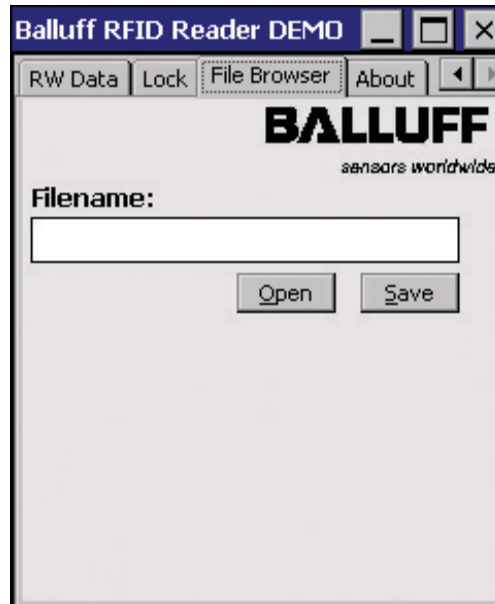 Balluff RFID Reader DEMO
RW Data Lock File Browser About
BALLUFF
sensors worldwide
Filename:
Open Save